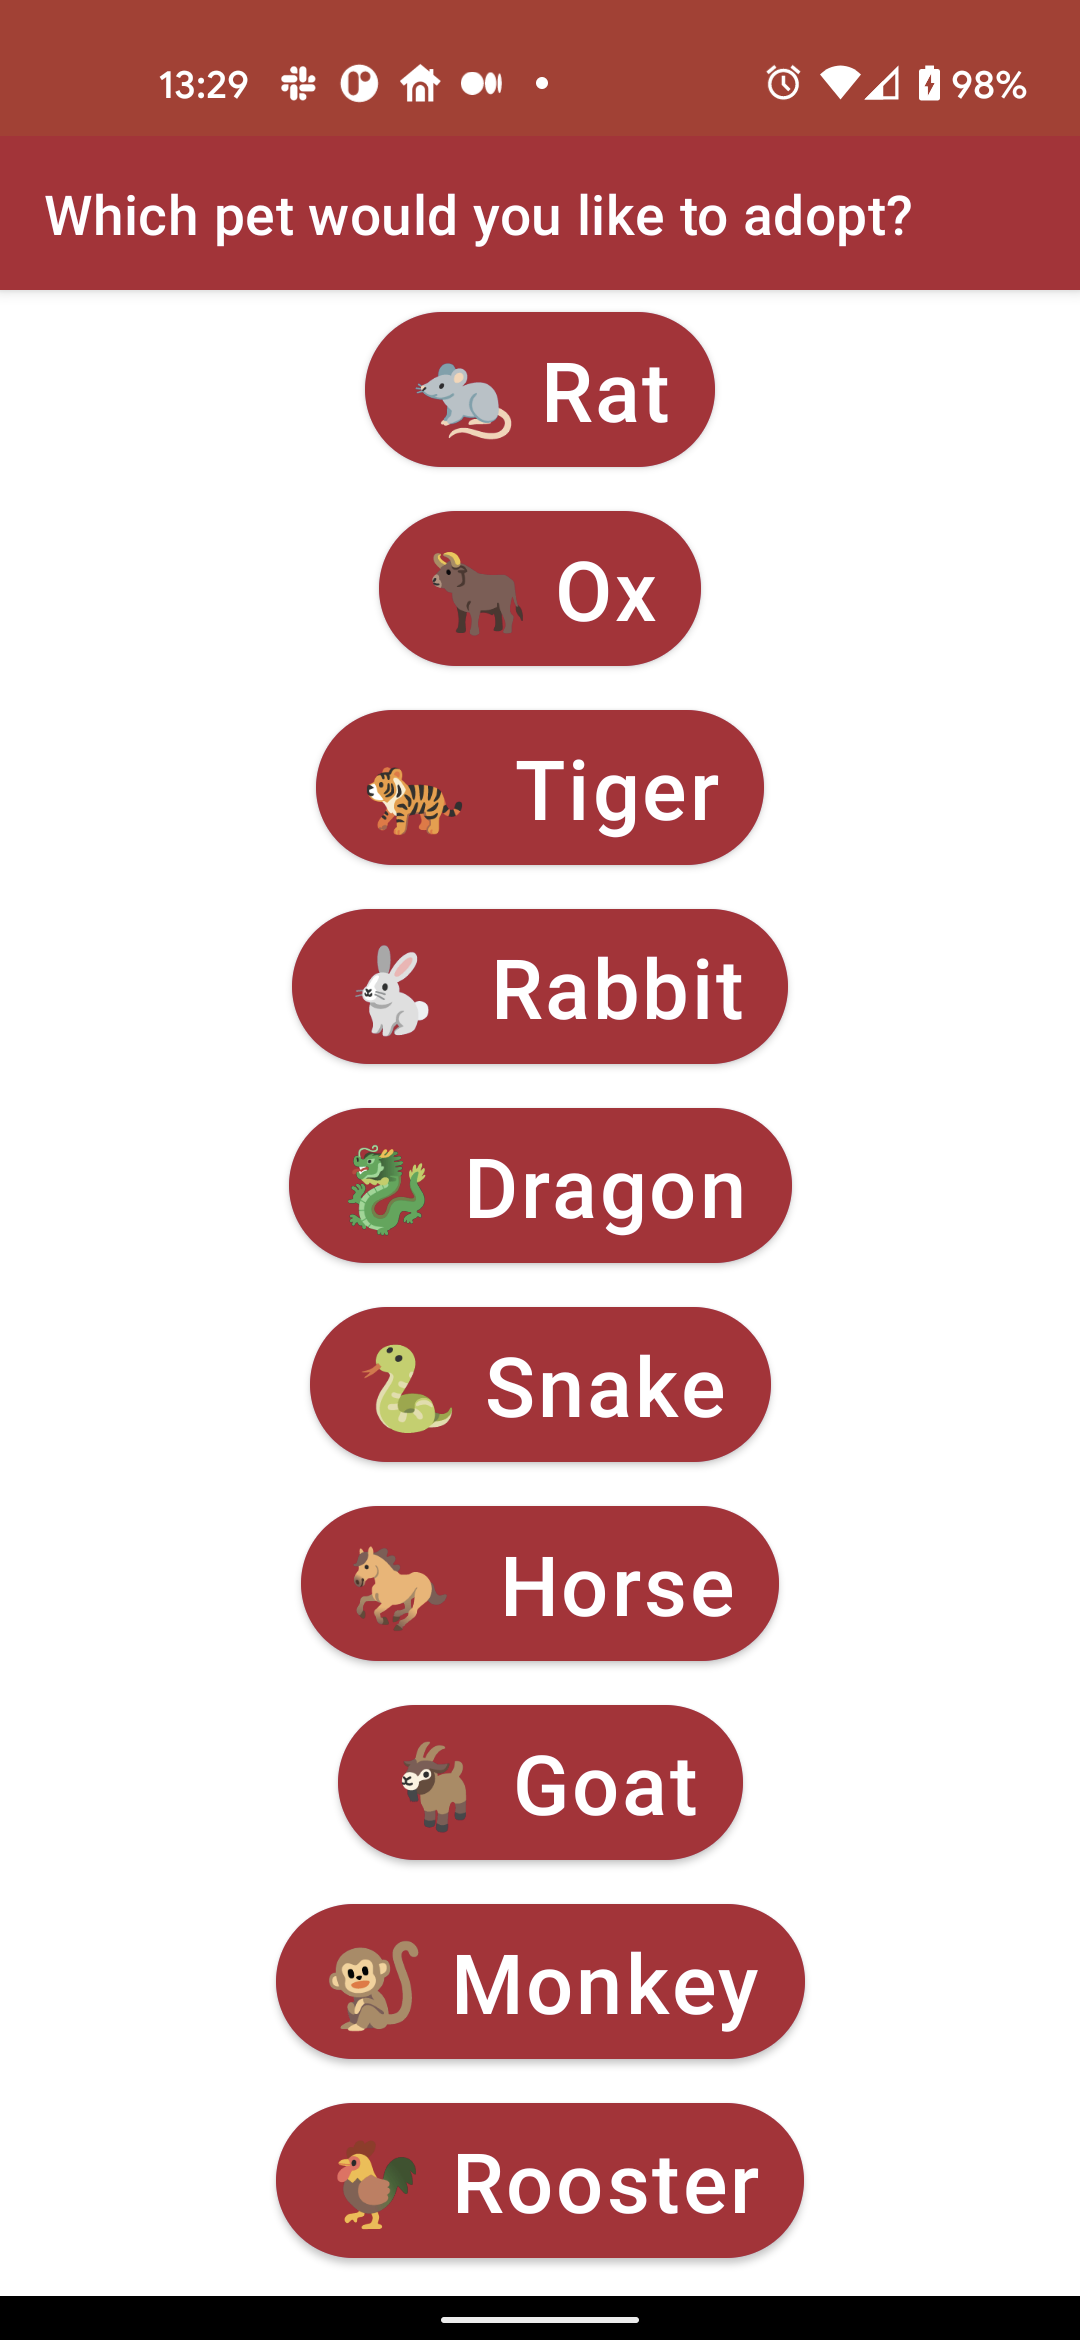 13:29
98%
Which pet would you like to adopt?
🐀 Rat
🐂 Ox
🐅 Tiger
🐇 Rabbit
🐉 Dragon
🐍 Snake
🐎 Horse
🐐 Goat
🐒 Monkey
🐓 Rooster